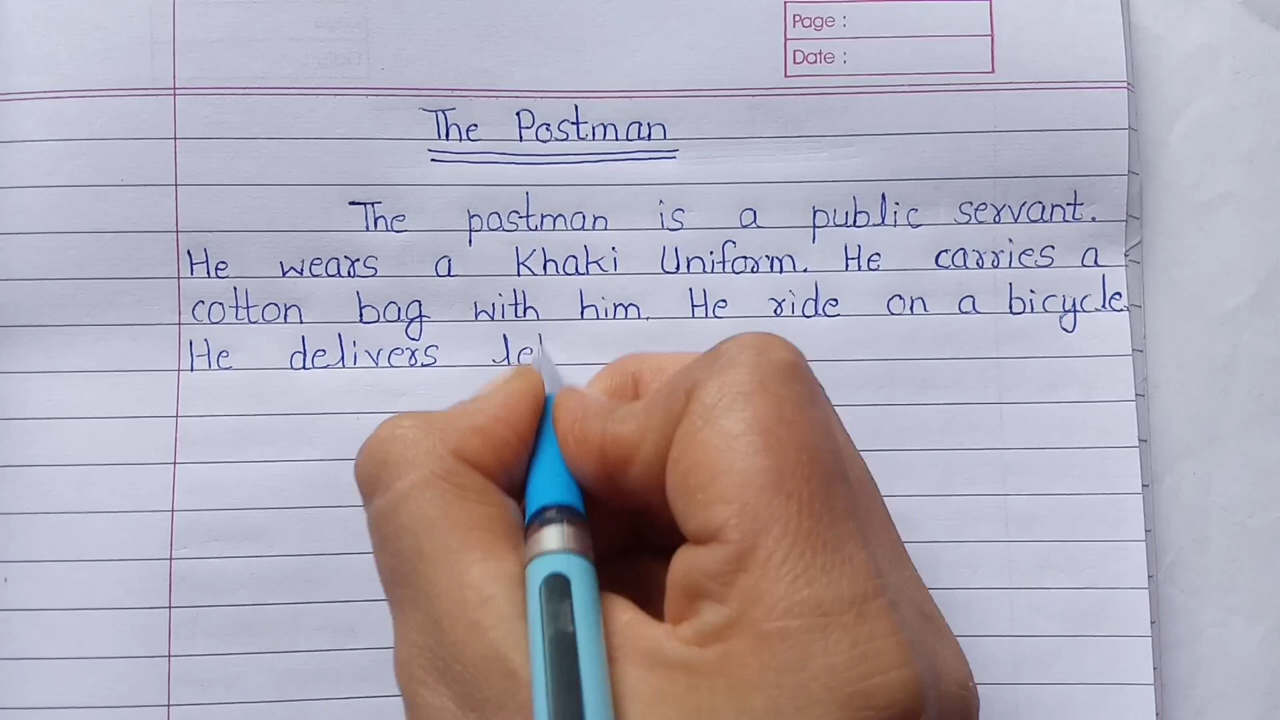 Page :
Date :
The Postman
The postman is a public servant.
He wears a Khaki Uniform. He carries a
cotton bag with him. He ride on a bicycle.
He delivers